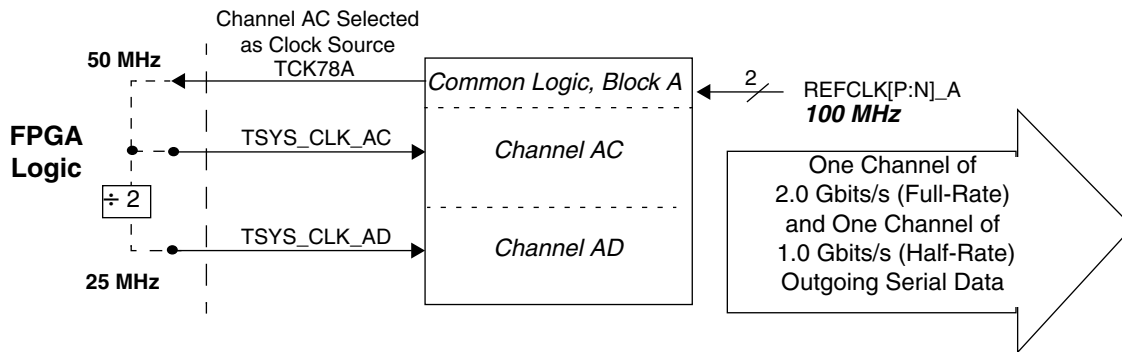 Channel AC Selected
as Clock Source
TCK78A
50 MHz
Common Logic, Block A
2
REFCLK[P:N]_A
100 MHz
FPGA
Logic
TSYS_CLK_AC
Channel AC
÷ 2
TSYS_CLK_AD
Channel AD
25 MHz
One Channel of
2.0 Gbits/s (Full-Rate)
and One Channel of
1.0 Gbits/s (Half-Rate)
Outgoing Serial Data